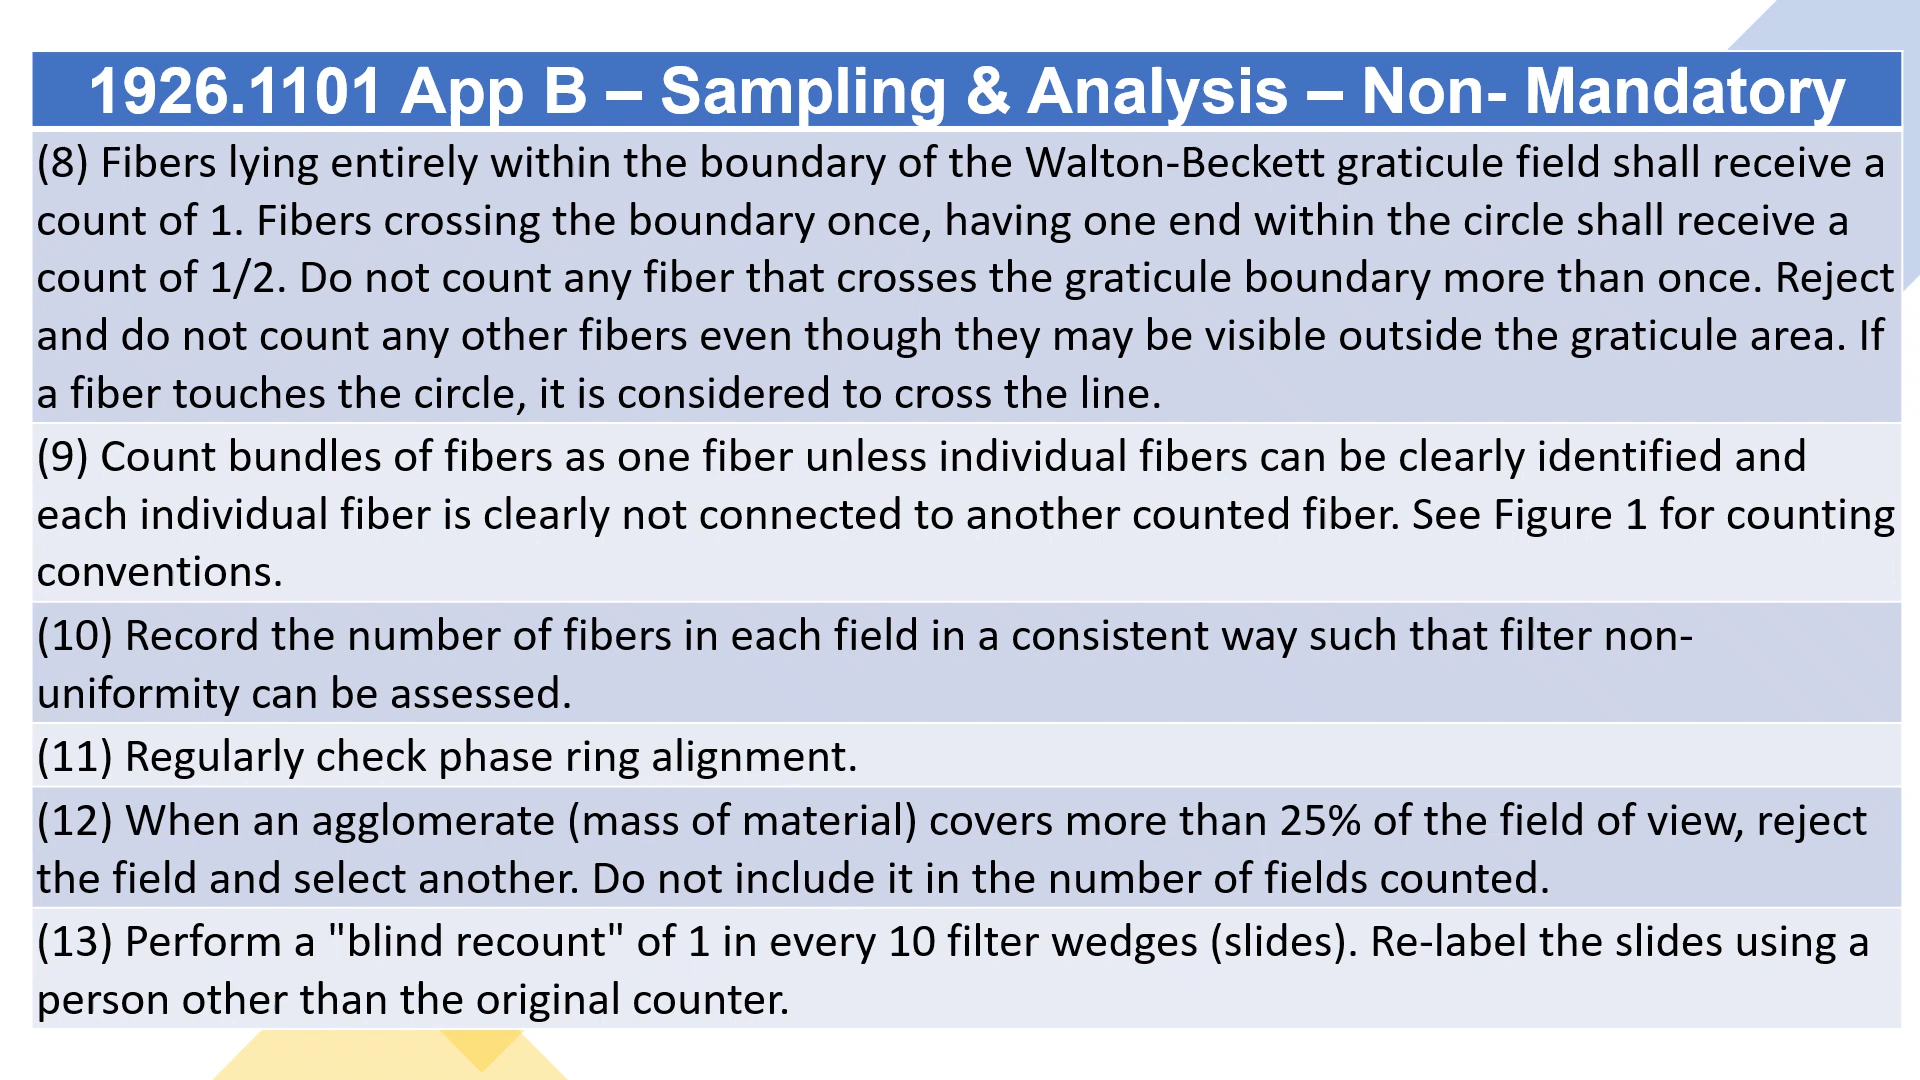 1926.1101 App B – Sampling & Analysis – Non- Mandatory
(8) Fibers lying entirely within the boundary of the Walton-Beckett graticule field shall receive a
count of 1. Fibers crossing the boundary once, having one end within the circle shall receive a
count of 1/2. Do not count any fiber that crosses the graticule boundary more than once. Reject
and do not count any other fibers even though they may be visible outside the graticule area. If
a fiber touches the circle, it is considered to cross the line.
(9) Count bundles of fibers as one fiber unless individual fibers can be clearly identified and
each individual fiber is clearly not connected to another counted fiber. See Figure 1 for counting
conventions.
(10) Record the number of fibers in each field in a consistent way such that filter non-
uniformity can be assessed.
(11) Regularly check phase ring alignment.
(12) When an agglomerate (mass of material) covers more than 25% of the field of view, reject
the field and select another. Do not include it in the number of fields counted.
(13) Perform a "blind recount" of 1 in every 10 filter wedges (slides). Re-label the slides using a
person other than the original counter.